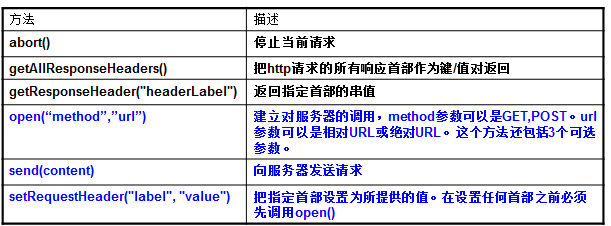 方法 描述
abort() 停止当前请求
getAllResponseHeaders() 把http请求的所有响应首部作为键/值对返回
getResponseHeader("headerLabel") 返回指定首部的串值
open(“method”,”url”) 建立对服务器的调用，method参数可以是GET,POST。url
参数可以是相对URL或绝对URL。这个方法还包括3个可选
参数。
send(content) 向服务器发送请求
setRequestHeader("label", "value") 把指定首部设置为所提供的值。在设置任何首部之前必须
先调用open()